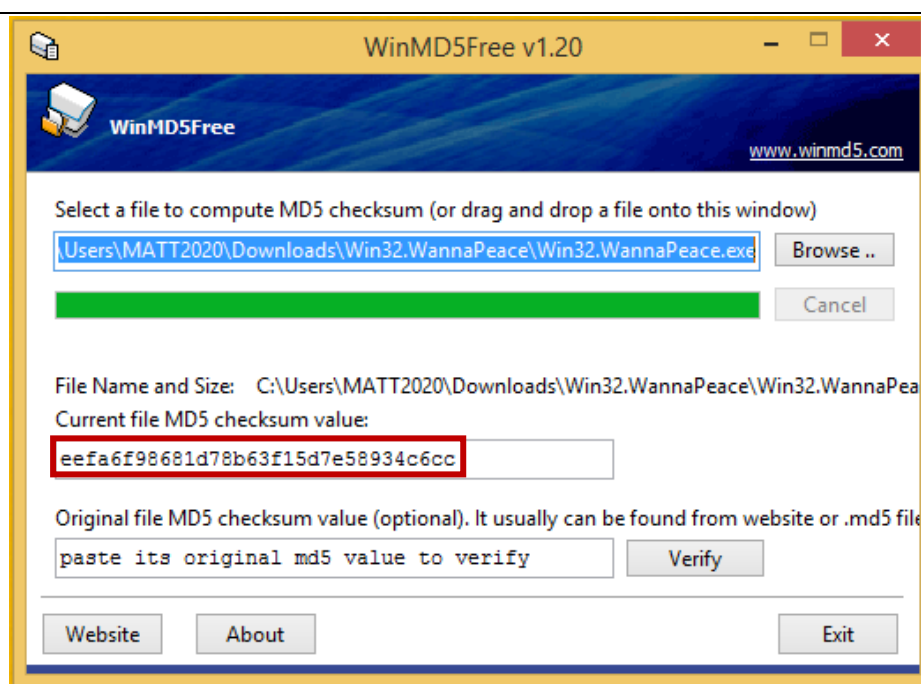 WinMD5Free v1.20
WinMD5Free
www.winmd5.com
Select a file to compute MD5 checksum (or drag and drop a file onto this window)
\Users\MATT2020\Downloads\Win32.WannaPeace\Win32.WannaPeace.exe
Browse ..
Cancel
File Name and Size: C:\Users\MATT2020\Downloads\Win32.WannaPeace\Win32.WannaPea
Current file MD5 checksum value:
eefa6f98681d78b63f15d7e58934c6cc
Original file MD5 checksum value (optional). It usually can be found from website or .md5 file
paste its original md5 value to verify
Verify
Website
About
Exit